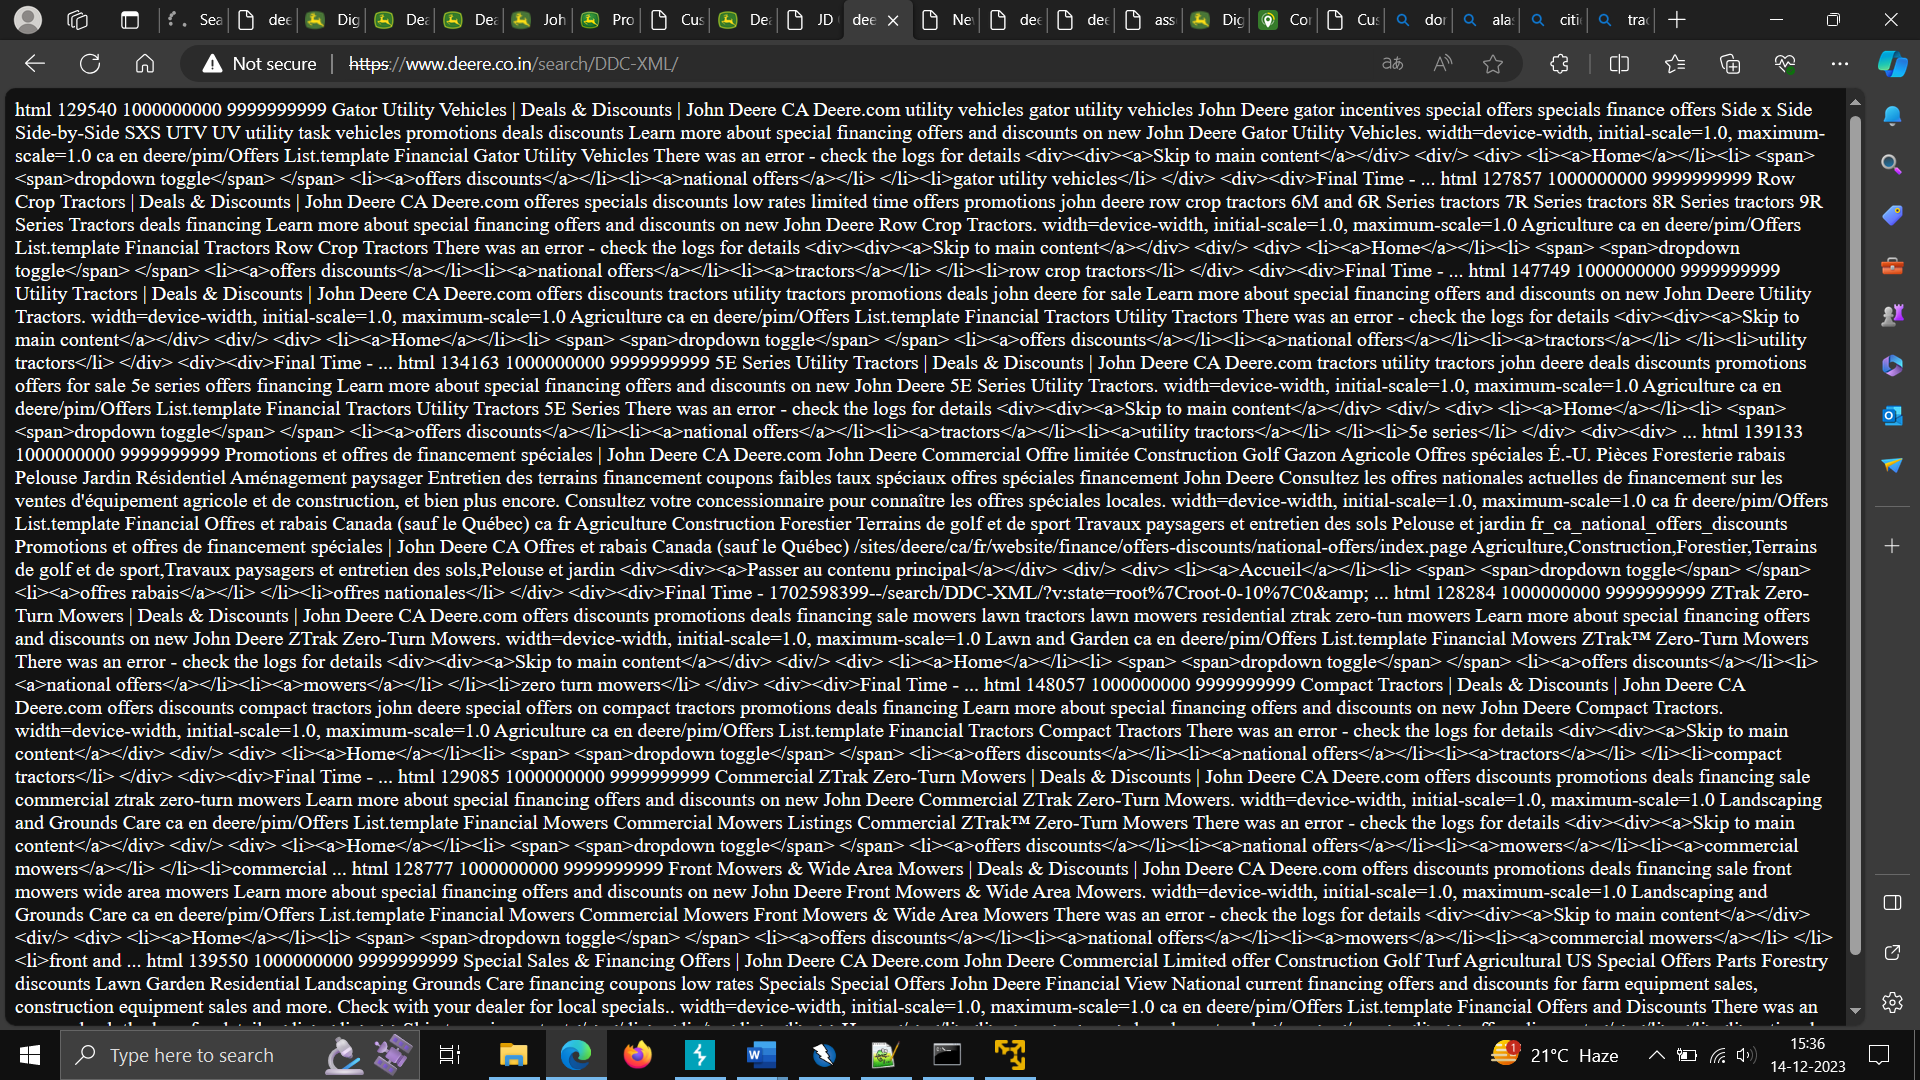 Sea
dee
Dig
Dea
Dea
Joh
Pro
Cus
Dea
JD
dee
Nev
dee
dee
ass
Dig
Cor
Cus
dor
ala
citi
trac
Not secure
https://www.deere.co.in/search/DDC-XML/
html 129540 1000000000 9999999999 Gator Utility Vehicles | Deals & Discounts | John Deere CA Deere.com utility vehicles gator utility vehicles John Deere gator incentives special offers specials finance offers Side x Side
Side-by-Side SXS UTV UV utility task vehicles promotions deals discounts Learn more about special financing offers and discounts on new John Deere Gator Utility Vehicles. width=device-width, initial-scale=1.0, maximum-
scale=1.0 ca en deere/pim/Offers List.template Financial Gator Utility Vehicles There was an error - check the logs for details <div><div><a>Skip to main content</a></div> <div/> <div> <li><a>Home</a></li><li> <span>
<span>dropdown toggle</span> </span> <li><a>offers discounts</a></li><li><a>national offers</a></li> </li><li>gator utility vehicles</li> </div> <div><div>Final Time - ... html 127857 1000000000 9999999999 Row
Crop Tractors | Deals & Discounts | John Deere CA Deere.com offeres specials discounts low rates limited time offers promotions john deere row crop tractors 6M and 6R Series tractors 7R Series tractors 8R Series tractors 9R
Series Tractors deals financing Learn more about special financing offers and discounts on new John Deere Row Crop Tractors. width=device-width, initial-scale=1.0, maximum-scale=1.0 Agriculture ca en deere/pim/Offers
List.template Financial Tractors Row Crop Tractors There was an error - check the logs for details <div><div><a>Skip to main content</a></div> <div/> <div> <li><a>Home</a></li><li> <span> <span>dropdown
toggle</span> </span> <li><a>offers discounts</a></li><li><a>national offers</a></li><li><a>tractors</a></li> </li><li>row crop tractors</li> </div> <div><div>Final Time - ... html 147749 1000000000 9999999999
Utility Tractors | Deals & Discounts | John Deere CA Deere.com offers discounts tractors utility tractors promotions deals john deere for sale Learn more about special financing offers and discounts on new John Deere Utility
Tractors. width=device-width, initial-scale=1.0, maximum-scale=1.0 Agriculture ca en deere/pim/Offers List.template Financial Tractors Utility Tractors There was an error - check the logs for details <div><div><a>Skip to
main content</a></div> <div/> <div> <li><a>Home</a></li><li> <span> <span>dropdown toggle</span> </span> <li><a>offers discounts</a></li><li><a>national offers</a></li><li><a>tractors</a></li> </li><li>utility
tractors</li> </div> <div><div>Final Time - ... html 134163 1000000000 9999999999 5E Series Utility Tractors | Deals & Discounts | John Deere CA Deere.com tractors utility tractors john deere deals discounts promotions
offers for sale 5e series offers financing Learn more about special financing offers and discounts on new John Deere 5E Series Utility Tractors. width=device-width, initial-scale=1.0, maximum-scale=1.0 Agriculture ca en
deere/pim/Offers List.template Financial Tractors Utility Tractors 5E Series There was an error - check the logs for details <div><div><a>Skip to main content</a></div> <div/> <div> <li><a>Home</a></li><li> <span>
<span>dropdown toggle</span> </span> <li><a>offers discounts</a></li><li><a>national offers</a></li><li><a>tractors</a></li><li><a>utility tractors</a></li> </li><li>5e series</li> </div> <div><div> ... html 139133
1000000000 9999999999 Promotions et offres de financement spéciales | John Deere CA Deere.com John Deere Commercial Offre limitée Construction Golf Gazon Agricole Offres spéciales É.-U. Pièces Foresterie rabais
Pelouse Jardin Résidentiel Aménagement paysager Entretien des terrains financement coupons faibles taux spéciaux offres spéciales financement John Deere Consultez les offres nationales actuelles de financement sur les
ventes d'équipement agricole et de construction, et bien plus encore. Consultez votre concessionnaire pour connaître les offres spéciales locales. width=device-width, initial-scale=1.0, maximum-scale=1.0 ca fr deere/pim/Offers
List.template Financial Offres et rabais Canada (sauf le Québec) ca fr Agriculture Construction Forestier Terrains de golf et de sport Travaux paysagers et entretien des sols Pelouse et jardin fr_ca_national_offers_discounts
Promotions et offres de financement spéciales | John Deere CA Offres et rabais Canada (sauf le Québec) /sites/deere/ca/fr/website/finance/offers-discounts/national-offers/index.page Agriculture,Construction,Forestier,Terrains
de golf et de sport,Travaux paysagers et entretien des sols,Pelouse et jardin <div><div><a>Passer au contenu principal</a></div> <div/> <div> <li><a>Accueil</a></li><li> <span> <span>dropdown toggle</span> </span>
<li><a>offres rabais</a></li> </li><li>offres nationales</li> </div> <div><div>Final Time - 1702598399--/search/DDC-XML/?v:state=root%7Croot-0-10%7C0&amp; ... html 128284 1000000000 9999999999 ZTrak Zero-
Turn Mowers | Deals & Discounts | John Deere CA Deere.com offers discounts promotions deals financing sale mowers lawn tractors lawn mowers residential ztrak zero-tun mowers Learn more about special financing offers
and discounts on new John Deere ZTrak Zero-Turn Mowers. width=device-width, initial-scale=1.0, maximum-scale=1.0 Lawn and Garden ca en deere/pim/Offers List.template Financial Mowers ZTrak™ Zero-Turn Mowers
There was an error - check the logs for details <div><div><a>Skip to main content</a></div> <div/> <div> <li><a>Home</a></li><li> <span> <span>dropdown toggle</span> </span> <li><a>offers discounts</a></li><li>
<a>national offers</a></li><li><a>mowers</a></li> </li><li>zero turn mowers</li> </div> <div><div>Final Time - ... html 148057 1000000000 9999999999 Compact Tractors | Deals & Discounts | John Deere CA
Deere.com offers discounts compact tractors john deere special offers on compact tractors promotions deals financing Learn more about special financing offers and discounts on new John Deere Compact Tractors.
width=device-width, initial-scale=1.0, maximum-scale=1.0 Agriculture ca en deere/pim/Offers List.template Financial Tractors Compact Tractors There was an error - check the logs for details <div><div><a>Skip to main
content</a></div> <div/> <div> <li><a>Home</a></li><li> <span> <span>dropdown toggle</span> </span> <li><a>offers discounts</a></li><li><a>national offers</a></li><li><a>tractors</a></li> </li><li>compact
tractors</li> </div> <div><div>Final Time - ... html 129085 1000000000 9999999999 Commercial ZTrak Zero-Turn Mowers | Deals & Discounts | John Deere CA Deere.com offers discounts promotions deals financing sale
commercial ztrak zero-turn mowers Learn more about special financing offers and discounts on new John Deere Commercial ZTrak Zero-Turn Mowers. width=device-width, initial-scale=1.0, maximum-scale=1.0 Landscaping
and Grounds Care ca en deere/pim/Offers List.template Financial Mowers Commercial Mowers Listings Commercial ZTrak™ Zero-Turn Mowers There was an error - check the logs for details <div><div><a>Skip to main
content</a></div> <div/> <div> <li><a>Home</a></li><li> <span> <span>dropdown toggle</span> </span> <li><a>offers discounts</a></li><li><a>national offers</a></li><li><a>mowers</a></li><li><a>commercial
mowers</a></li> </li><li>commercial ... html 128777 1000000000 9999999999 Front Mowers & Wide Area Mowers | Deals & Discounts | John Deere CA Deere.com offers discounts promotions deals financing sale front
mowers wide area mowers Learn more about special financing offers and discounts on new John Deere Front Mowers & Wide Area Mowers. width=device-width, initial-scale=1.0, maximum-scale=1.0 Landscaping and
Grounds Care ca en deere/pim/Offers List.template Financial Mowers Commercial Mowers Front Mowers & Wide Area Mowers There was an error - check the logs for details <div><div><a>Skip to main content</a></div>
<div/> <div> <li><a>Home</a></li><li> <span> <span>dropdown toggle</span> </span> <li><a>offers discounts</a></li><li><a>national offers</a></li><li><a>mowers</a></li><li><a>commercial mowers</a></li> </li>
<li>front and ... html 139550 1000000000 9999999999 Special Sales & Financing Offers | John Deere CA Deere.com John Deere Commercial Limited offer Construction Golf Turf Agricultural US Special Offers Parts Forestry
discounts Lawn Garden Residential Landscaping Grounds Care financing coupons low rates Specials Special Offers John Deere Financial View National current financing offers and discounts for farm equipment sales,
construction equipment sales and more. Check with your dealer for local specials.. width=device-width, initial-scale=1.0, maximum-scale=1.0 ca en deere/pim/Offers List.template Financial Offers and Discounts There was an
Type here to search
21°C Haze
15:36
14-12-2023